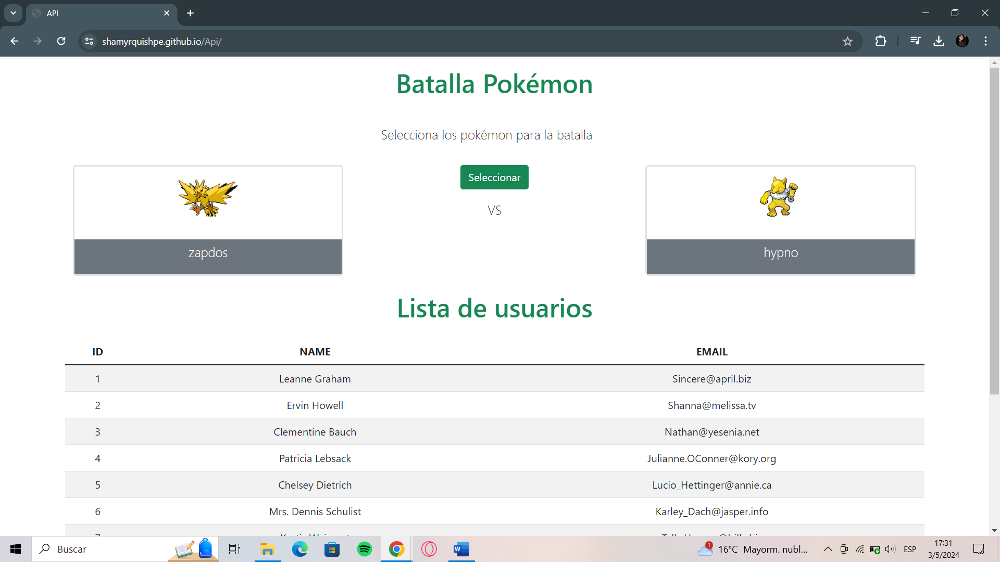 API
shamyrquishpe.github.io/Api/
Batalla Pokémon
Selecciona los pokémon para la batalla
Seleccionar
VS
zapdos
hypno
Lista de usuarios
ID NAME EMAIL
1 Leanne Graham Sincere@april.biz
2 Ervin Howell Shanna@melissa.tv
3 Clementine Bauch Nathan@yesenia.net
4 Patricia Lebsack Julianne.OConner@kory.org
5 Chelsey Dietrich Lucio_Hettinger@annie.ca
6 Mrs. Dennis Schulist Karley_Dach@jasper.info
Buscar
1
16°C Mayorm. nubl...
ESP
17:31
3/5/2024